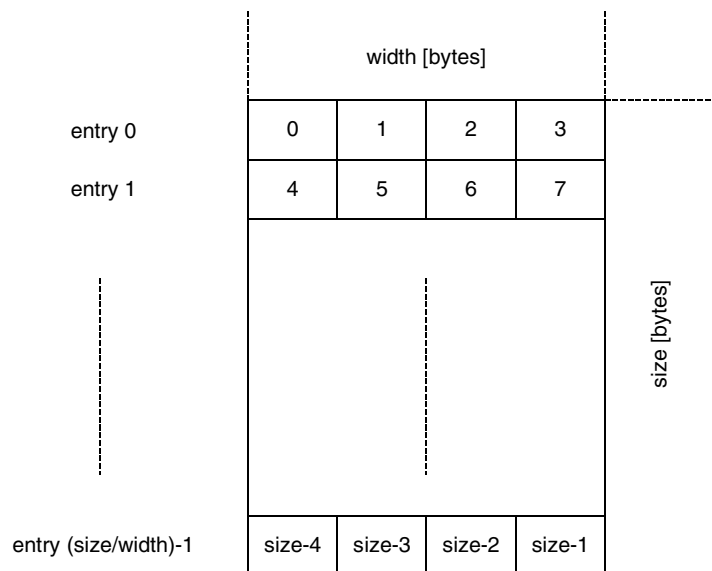 width [bytes]
entry 0 0 1 2 3
entry 1 4 5 6 7
size [bytes]
entry (size/width)-1 size-4 size-3 size-2 size-1